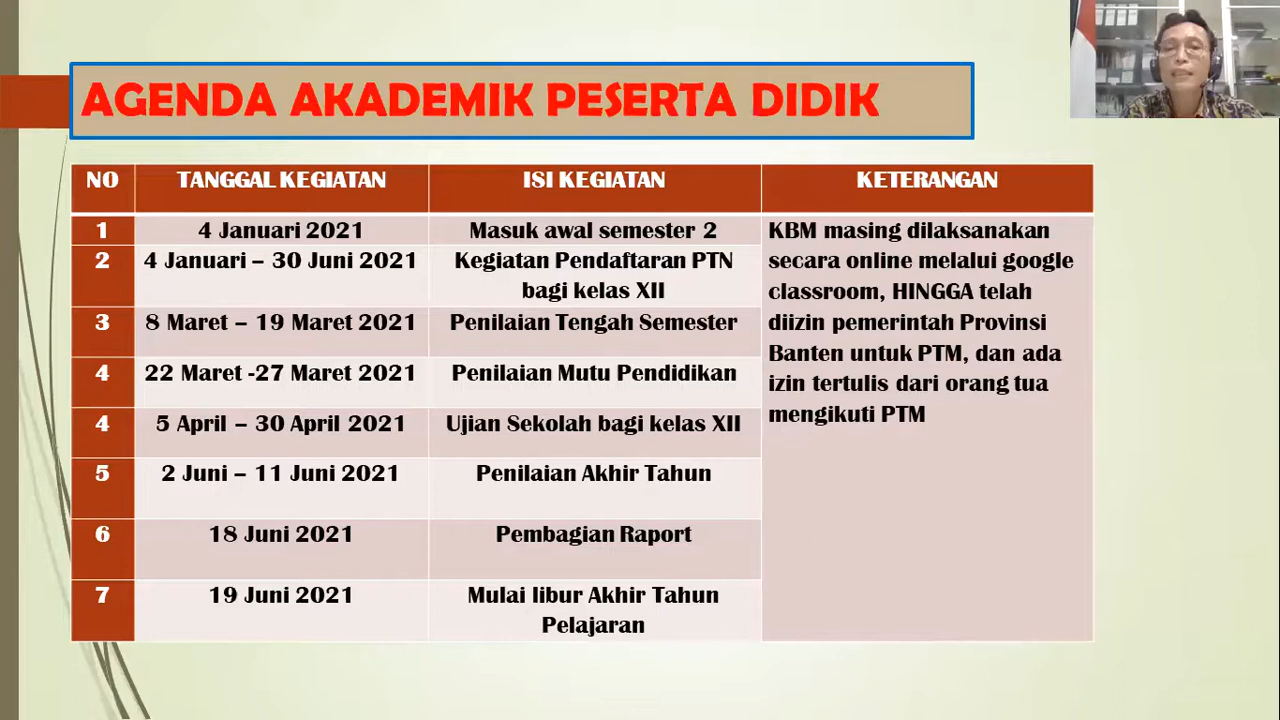 AGENDA AKADEMIK PESERTA DIDIK
NO TANGGAL KEGIATAN ISI KEGIATAN KETERANGAN
1 4 Januari 2021 Masuk awal semester 2
2 4 Januari – 30 Juni 2021 Kegiatan Pendaftaran PTN
bagi kelas XII
3 8 Maret – 19 Maret 2021 Penilaian Tengah Semester
4 22 Maret -27 Maret 2021 Penilaian Mutu Pendidikan
4 5 April – 30 April 2021 Ujian Sekolah bagi kelas XII
5 2 Juni – 11 Juni 2021 Penilaian Akhir Tahun
6 18 Juni 2021 Pembagian Raport
7 19 Juni 2021 Mulai libur Akhir Tahun
Pelajaran
KBM masing dilaksanakan
secara online melalui google
classroom, HINGGA telah
diizin pemerintah Provinsi
Banten untuk PTM, dan ada
izin tertulis dari orang tua
mengikuti PTM